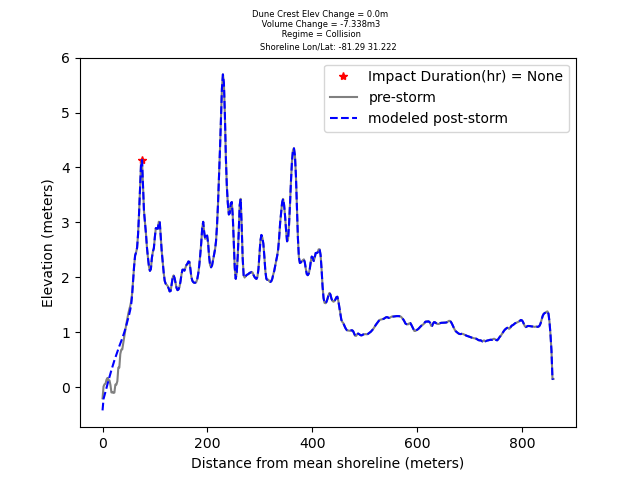 Dune Crest Elev Change = 0.0m
Volume Change = -7.338m3
Regime = Collision
Shoreline Lon/Lat: -81.29 31.222
Impact Duration(hr) = None
pre-storm
modeled post-storm
Elevation (meters)
6
5
4
3
2
1
0
0 200 400 600 800
Distance from mean shoreline (meters)